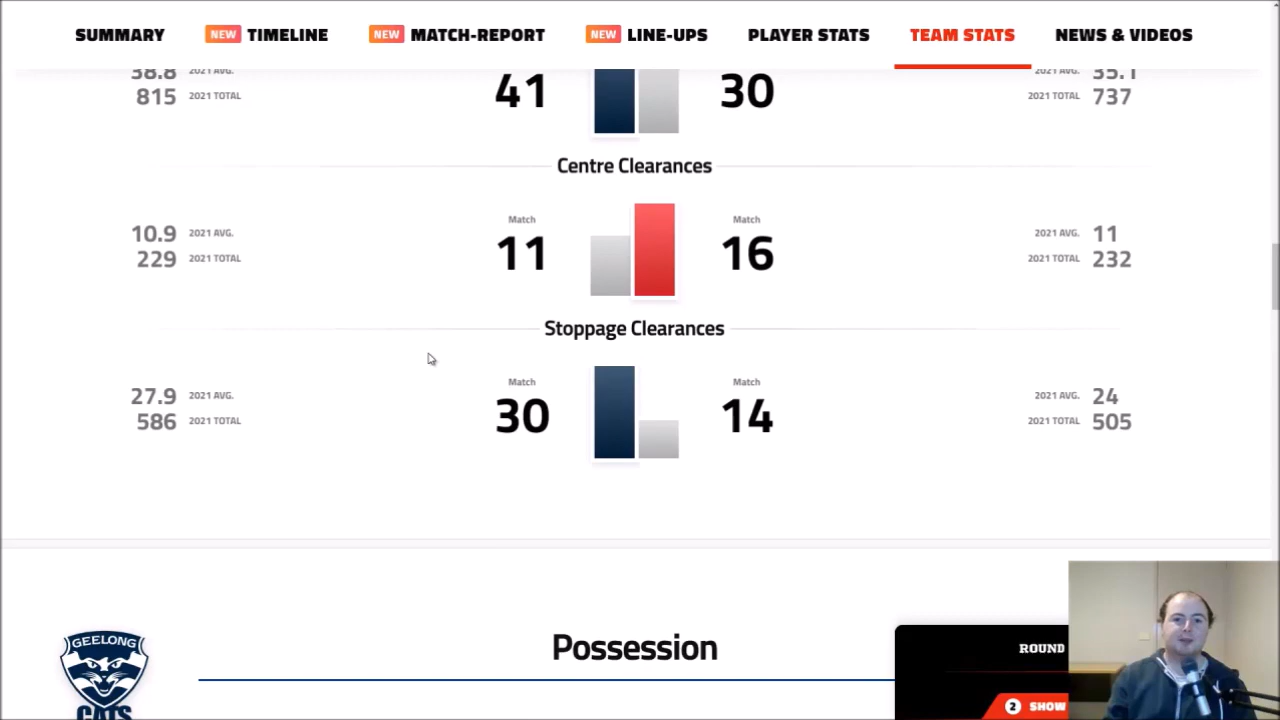 SUMMARY NEW TIMELINE NEW MATCH-REPORT NEW LINE-UPS PLAYER STATS TEAM STATS NEWS & VIDEOS
38.8 2021 AVG. 2021 AVG. 35.1
815 2021 TOTAL 41 30 2021 TOTAL 737
Centre Clearances
Match Match
10.9 2021 AVG. 2021 AVG. 11
229 2021 TOTAL 11 16 2021 TOTAL 232
Stoppage Clearances
Match Match
27.9 2021 AVG. 2021 AVG. 24
586 2021 TOTAL 30 14 2021 TOTAL 505
GEELONG
CATS
Possession
ROUND
2 SHOW